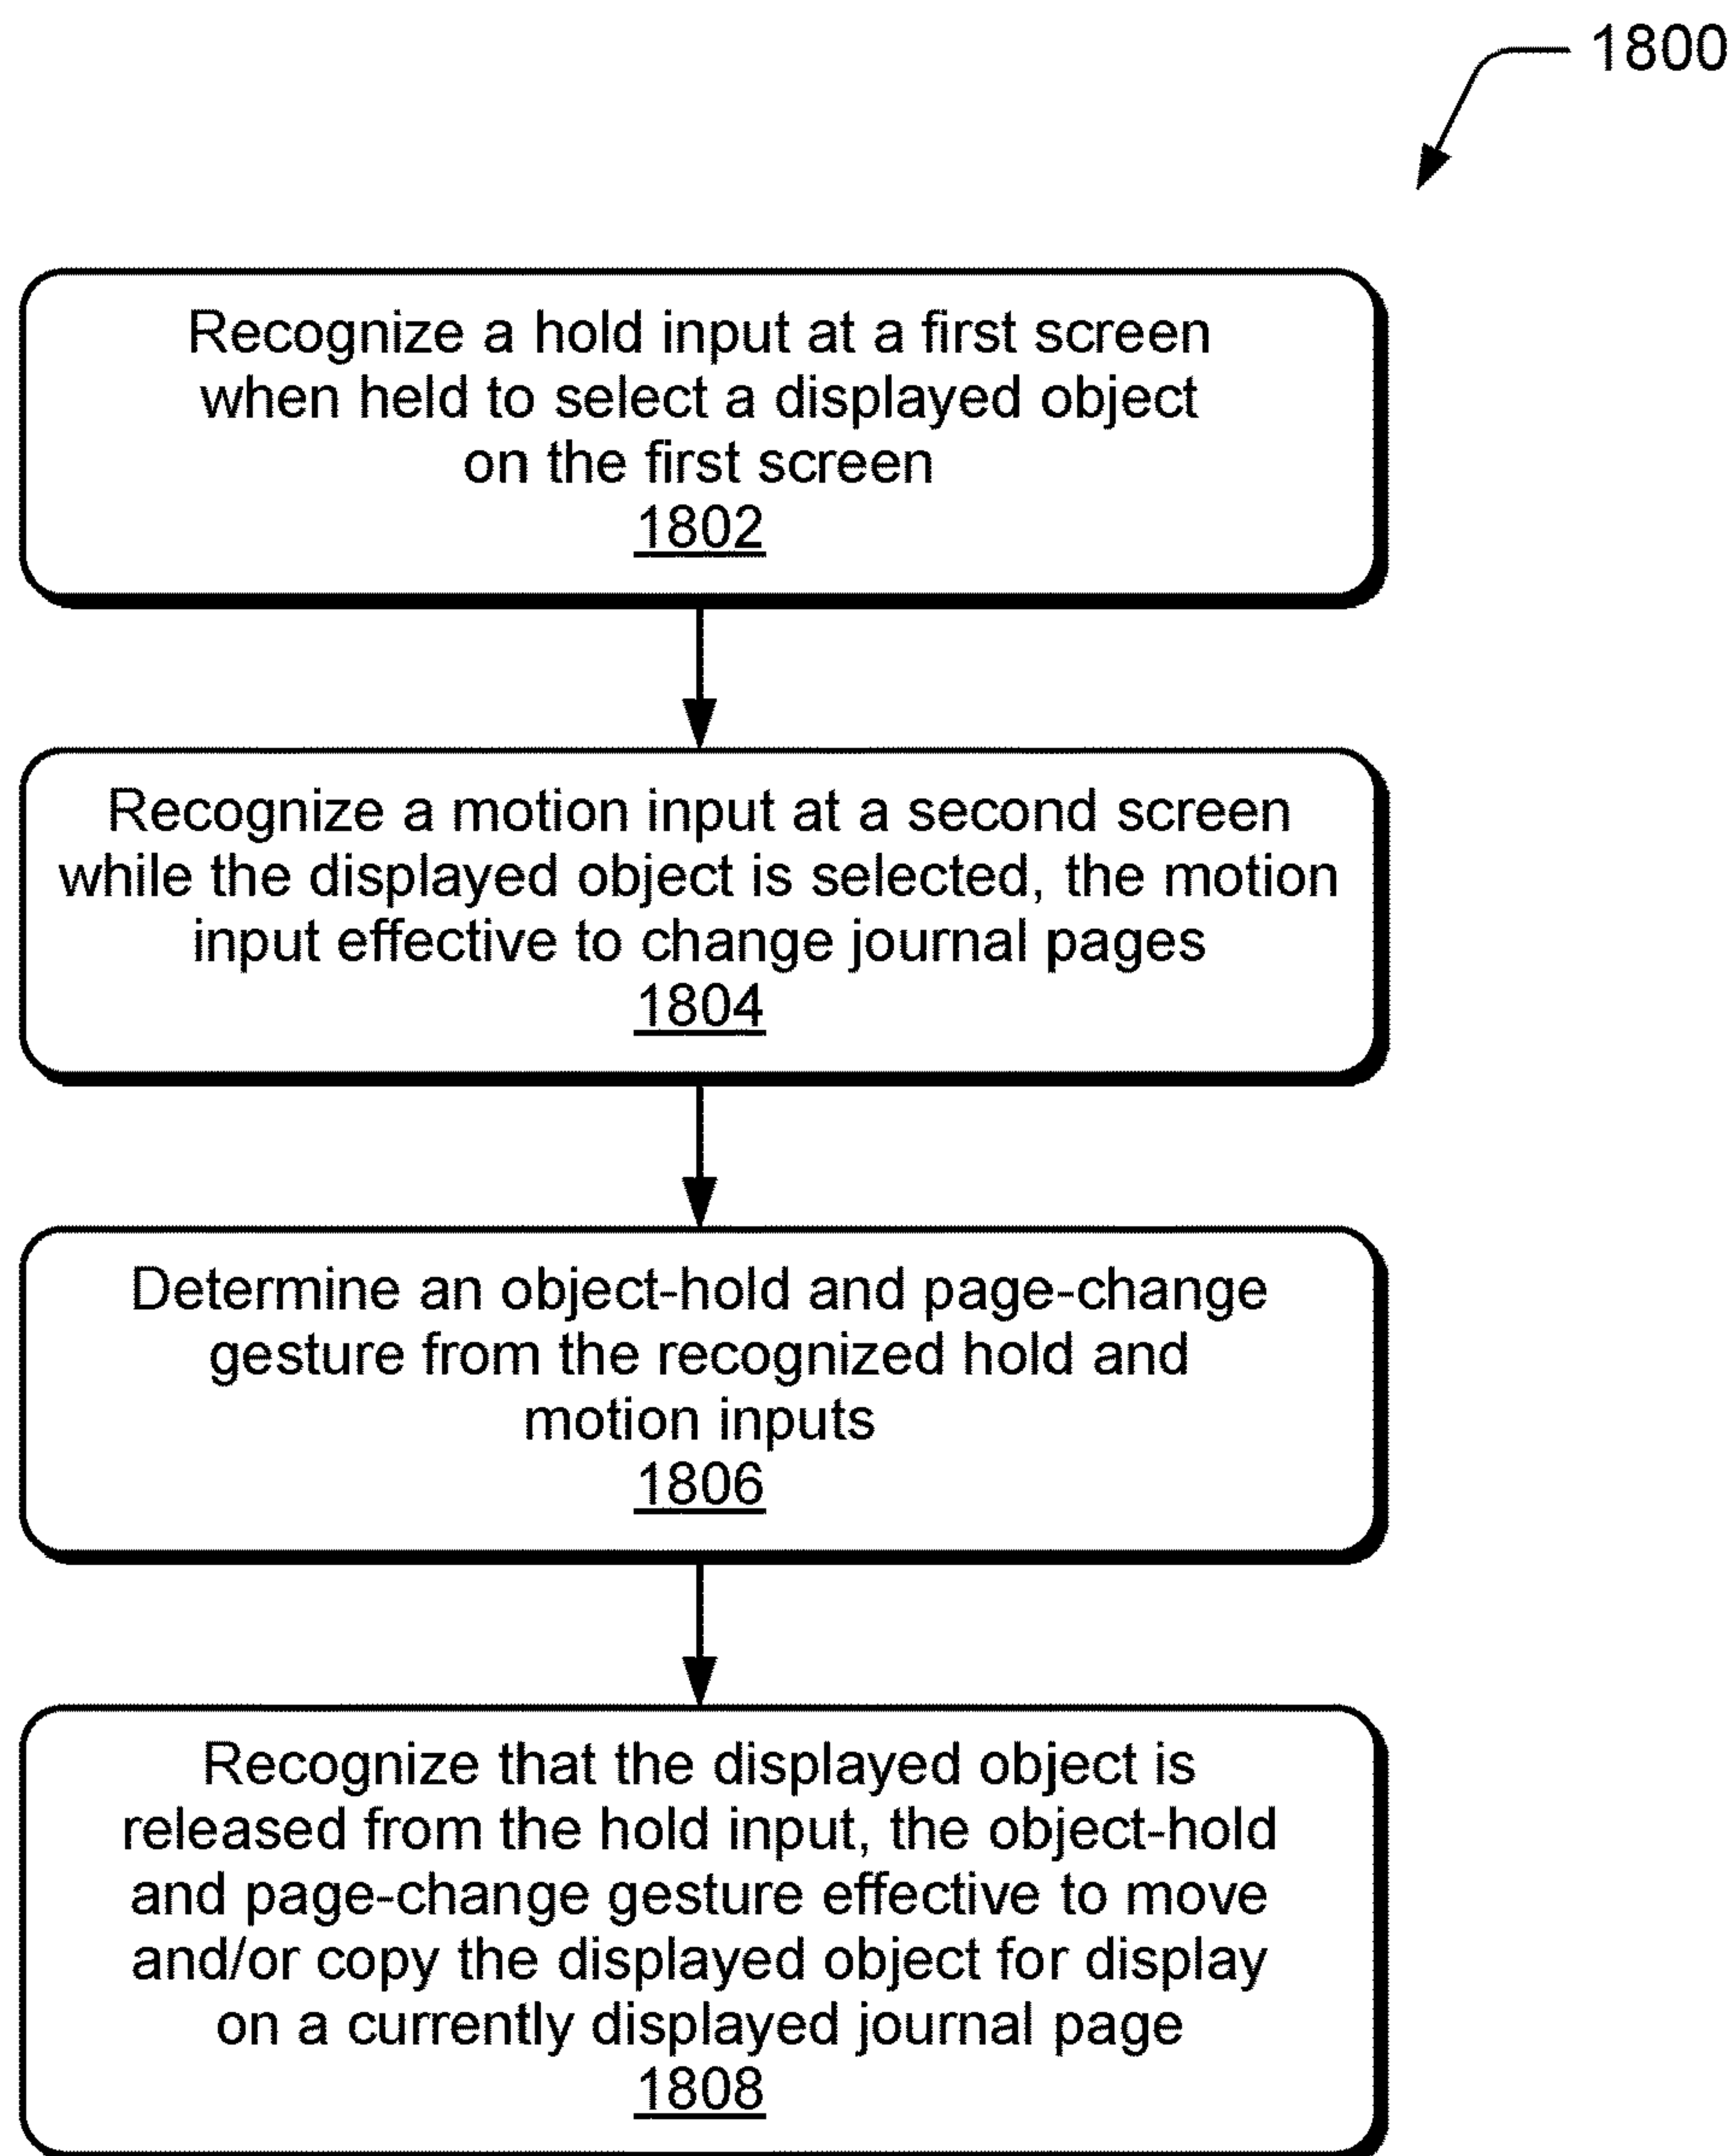 1800
Recognize a hold input at a first screen
when held to select a displayed object
on the first screen
1802
Recognize a motion input at a second screen
while the displayed object is selected, the motion
input effective to change journal pages
1804
Determine an object-hold and page-change
gesture from the recognized hold and
motion inputs
1806
Recognize that the displayed object is
released from the hold input, the object-hold
and page-change gesture effective to move
and/or copy the displayed object for display
on a currently displayed journal page
1808